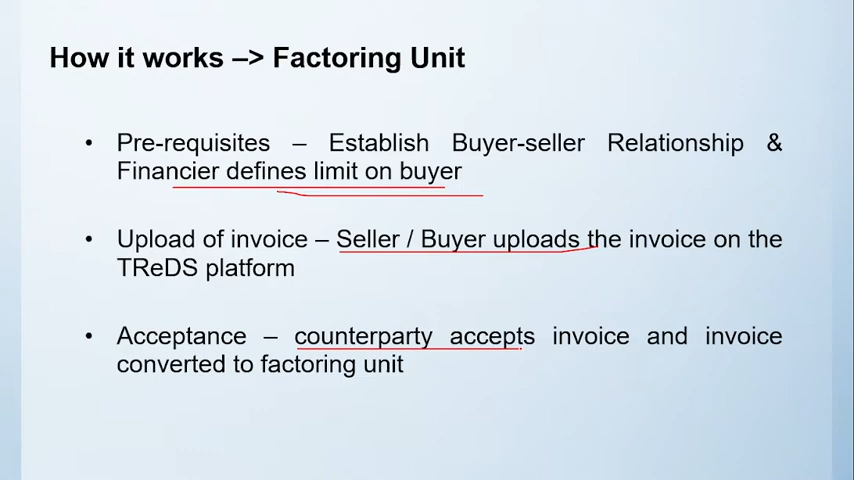 How it works –> Factoring Unit
• Pre-requisites – Establish Buyer-seller Relationship &
Financier defines limit on buyer
• Upload of invoice – Seller / Buyer uploads the invoice on the
TReDS platform
• Acceptance – counterparty accepts invoice and invoice
converted to factoring unit